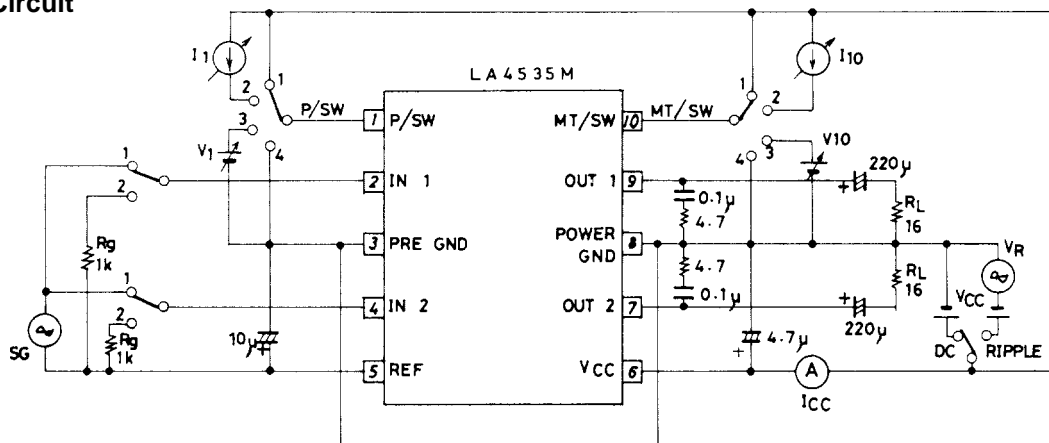 Circuit
LA4535M
I1
1
2
3
4
P/SW
V1
1
2
Rg
1k
1
2
Rg
1k
SG
10μ
+
1 P/SW
2 IN 1
3 PRE GND
4 IN 2
5 REF
MT/SW 10
OUT 1 9
POWER
GND 8
OUT 2 7
VCC 6
MT/SW
1
2
3
4
I10
V10
220μ
+
0.1μ
4.7
RL
16
4.7
0.1μ
RL
16
+
220μ
4.7μ
+
VR
VCC
DC
RIPPLE
A
ICC